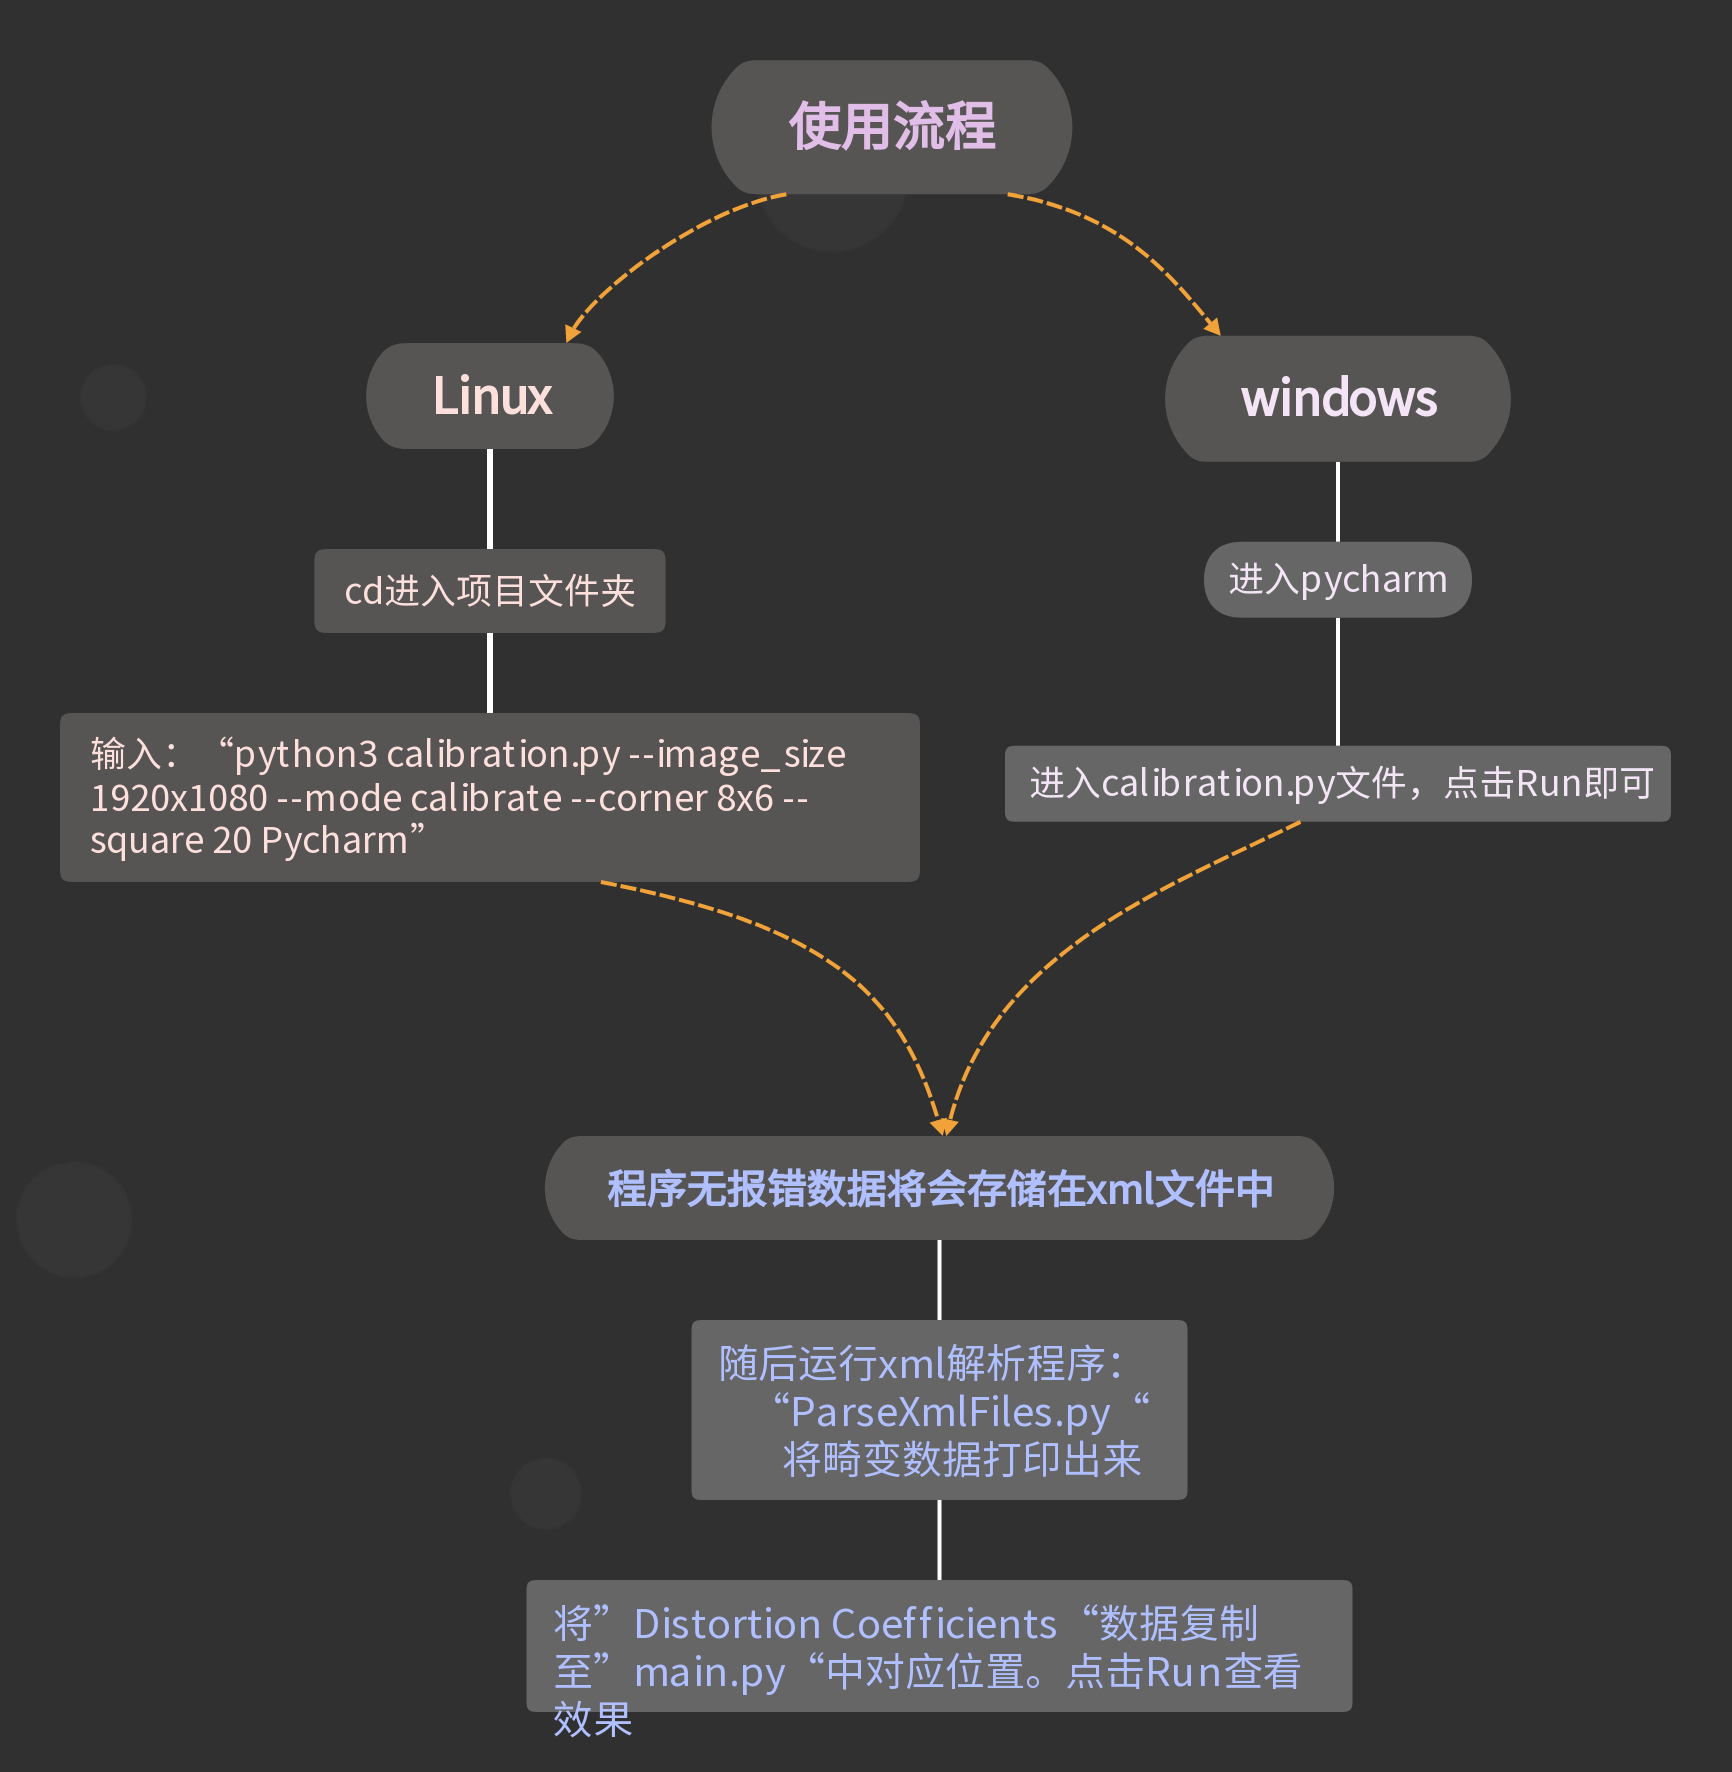 使用流程
Linux
windows
cd进入项目文件夹
进入pycharm
输入：“python3 calibration.py --image_size
1920x1080 --mode calibrate --corner 8x6 --
square 20 Pycharm”
进入calibration.py文件，点击Run即可
程序无报错数据将会存储在xml文件中
随后运行xml解析程序：
“ParseXmlFiles.py“
将畸变数据打印出来
将”Distortion Coefficients“数据复制
至”main.py“中对应位置。点击Run查看
效果